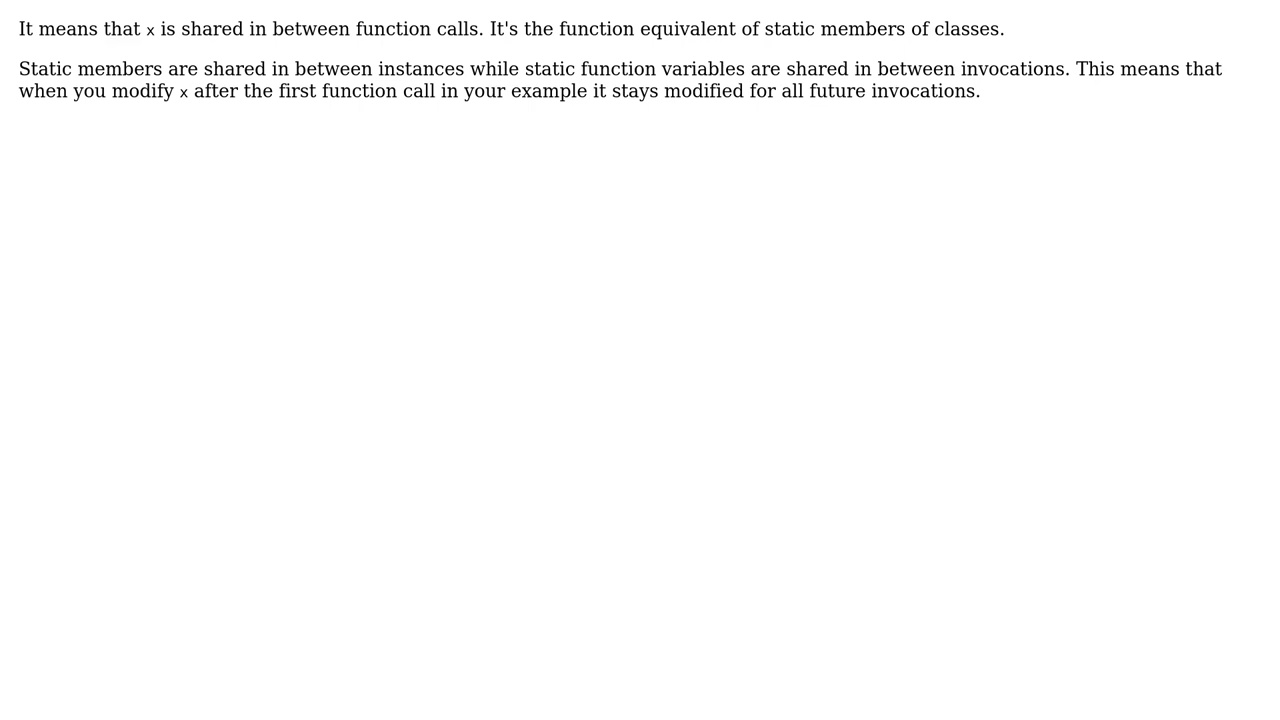 It means that x is shared in between function calls. It's the function equivalent of static members of classes.
Static members are shared in between instances while static function variables are shared in between invocations. This means that
when you modify x after the first function call in your example it stays modified for all future invocations.